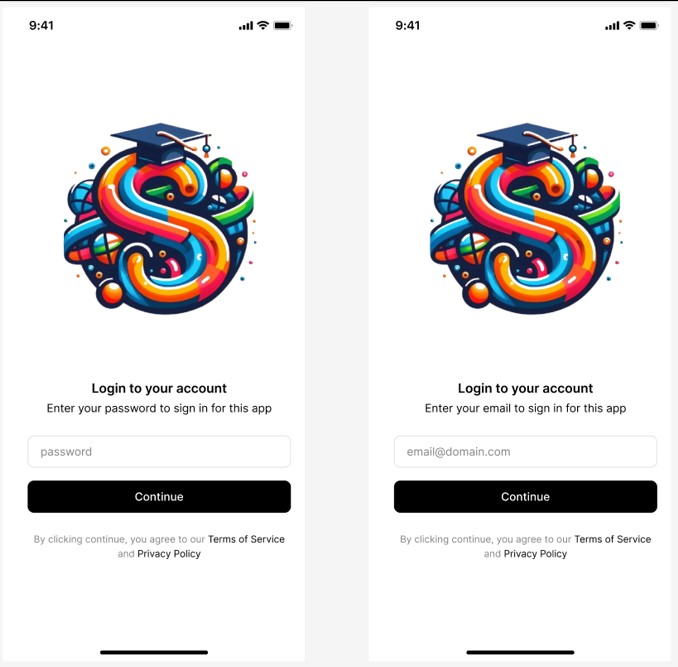 9:41
Login to your account
Enter your password to sign in for this app
password
Continue
By clicking continue, you agree to our Terms of Service
and Privacy Policy
9:41
Login to your account
Enter your email to sign in for this app
email@domain.com
Continue
By clicking continue, you agree to our Terms of Service
and Privacy Policy